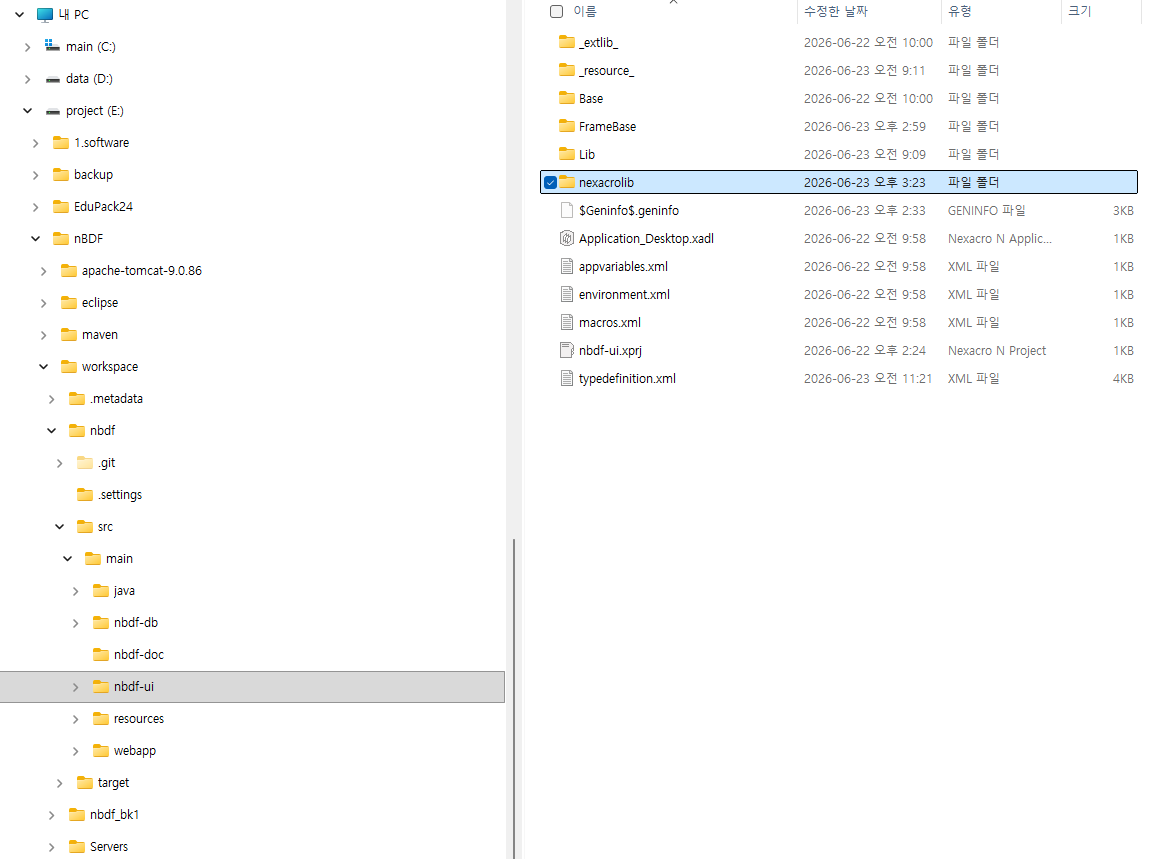 내 PC
main (C:)
data (D:)
project (E:)
1.software
backup
EduPack24
nBDF
apache-tomcat-9.0.86
eclipse
maven
workspace
.metadata
nbdf
.git
.settings
src
main
java
nbdf-db
nbdf-doc
nbdf-ui
resources
webapp
target
nbdf_bk1
Servers
이름 수정한 날짜 유형 크기
_extlib_ 2026-06-22 오전 10:00 파일 폴더
_resource_ 2026-06-23 오전 9:11 파일 폴더
Base 2026-06-22 오전 10:00 파일 폴더
FrameBase 2026-06-23 오후 2:59 파일 폴더
Lib 2026-06-23 오전 9:09 파일 폴더
nexacrolib 2026-06-23 오후 3:23 파일 폴더
$Geninfo$.geninfo 2026-06-23 오후 2:33 GENINFO 파일 3KB
Application_Desktop.xadl 2026-06-22 오전 9:58 Nexacro N Applic... 1KB
appvariables.xml 2026-06-22 오전 9:58 XML 파일 1KB
environment.xml 2026-06-22 오전 9:58 XML 파일 1KB
macros.xml 2026-06-22 오전 9:58 XML 파일 1KB
nbdf-ui.xprj 2026-06-22 오후 2:24 Nexacro N Project 1KB
typedefinition.xml 2026-06-23 오전 11:21 XML 파일 4KB